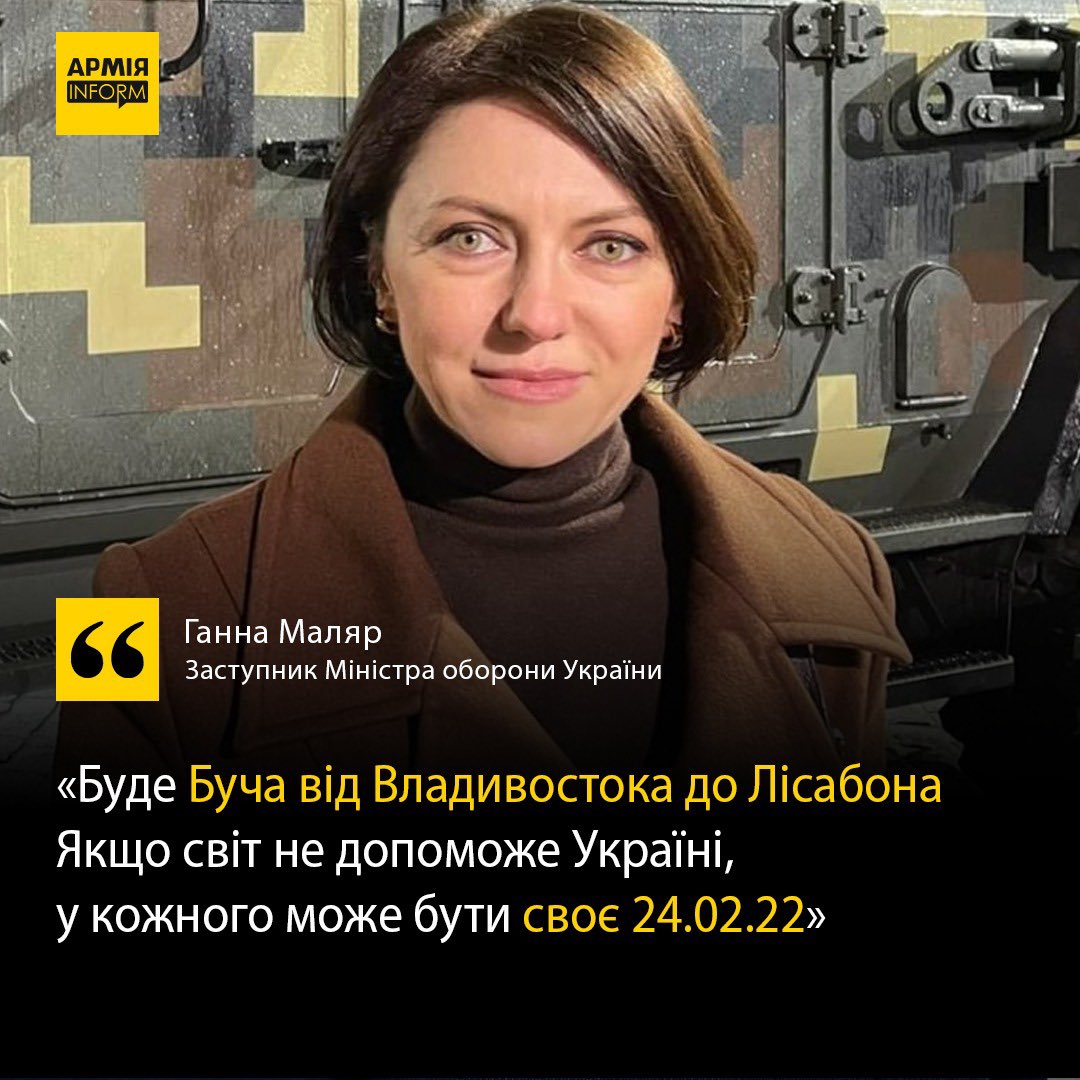 АРМІЯ
INFORM
Ганна Маляр
Заступник Міністра оборони України
«Буде Буча від Владивостока до Лісабона
Якщо світ не допоможе Україні,
у кожного може бути своє 24.02.22»